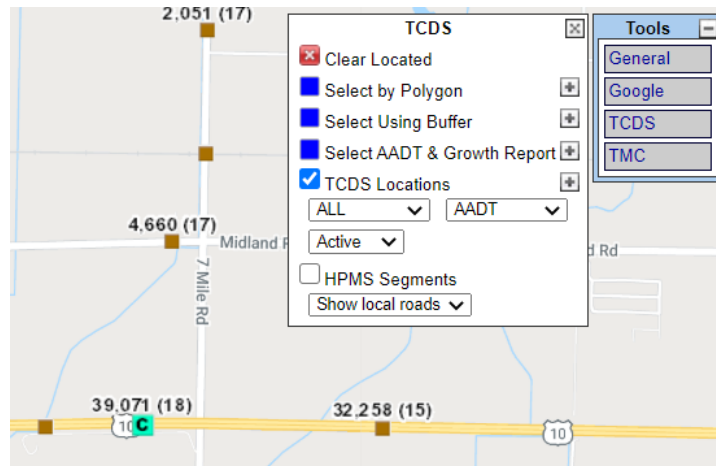 2,051 (17)
TCDS
Clear Located
Select by Polygon
Select Using Buffer
Select AADT & Growth Report
TCDS Locations
ALL AADT
Active
HPMS Segments
Show local roads
Tools
General
Google
TCDS
TMC
4,660 (17)
Midland
d Rd
7 Mile Rd
39,071 (18)
10
C
32,258 (15)
10